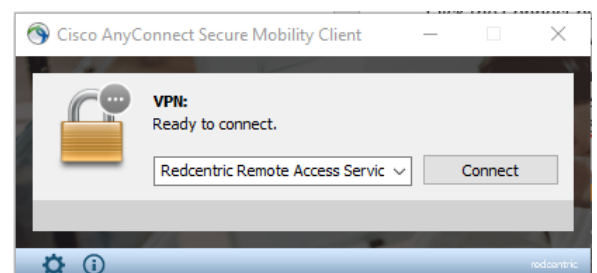 Cisco AnyConnect Secure Mobility Client
VPN:
Ready to connect.
Redcentric Remote Access Servic
Connect
redcentric